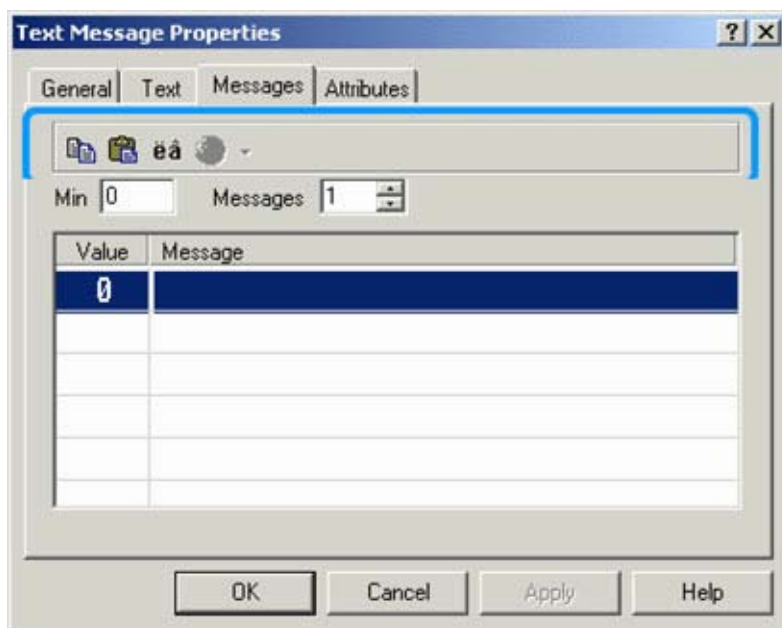 Text Message Properties
General Text Messages Attributes
ëâ
Min 0 Messages 1
Value Message
0
OK Cancel Apply Help